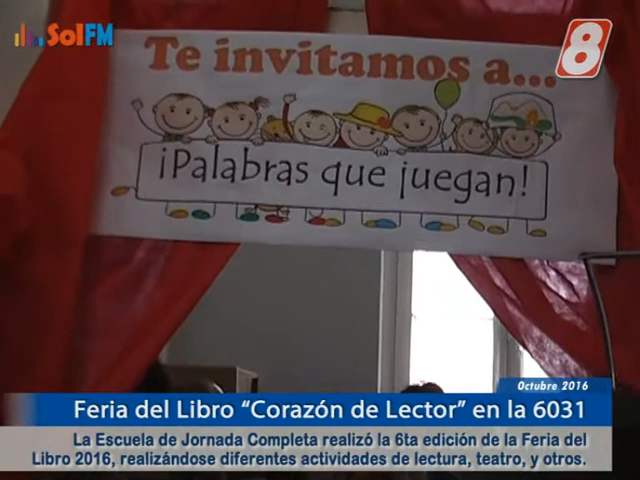 SolFM
8
Te invitamos a...
¡Palabras que juegan!
Octubre 2016
Feria del Libro "Corazón de Lector" en la 6031
La Escuela de Jornada Completa realizó la 6ta edición de la Feria del
Libro 2016, realizándose diferentes actividades de lectura, teatro, y otros.